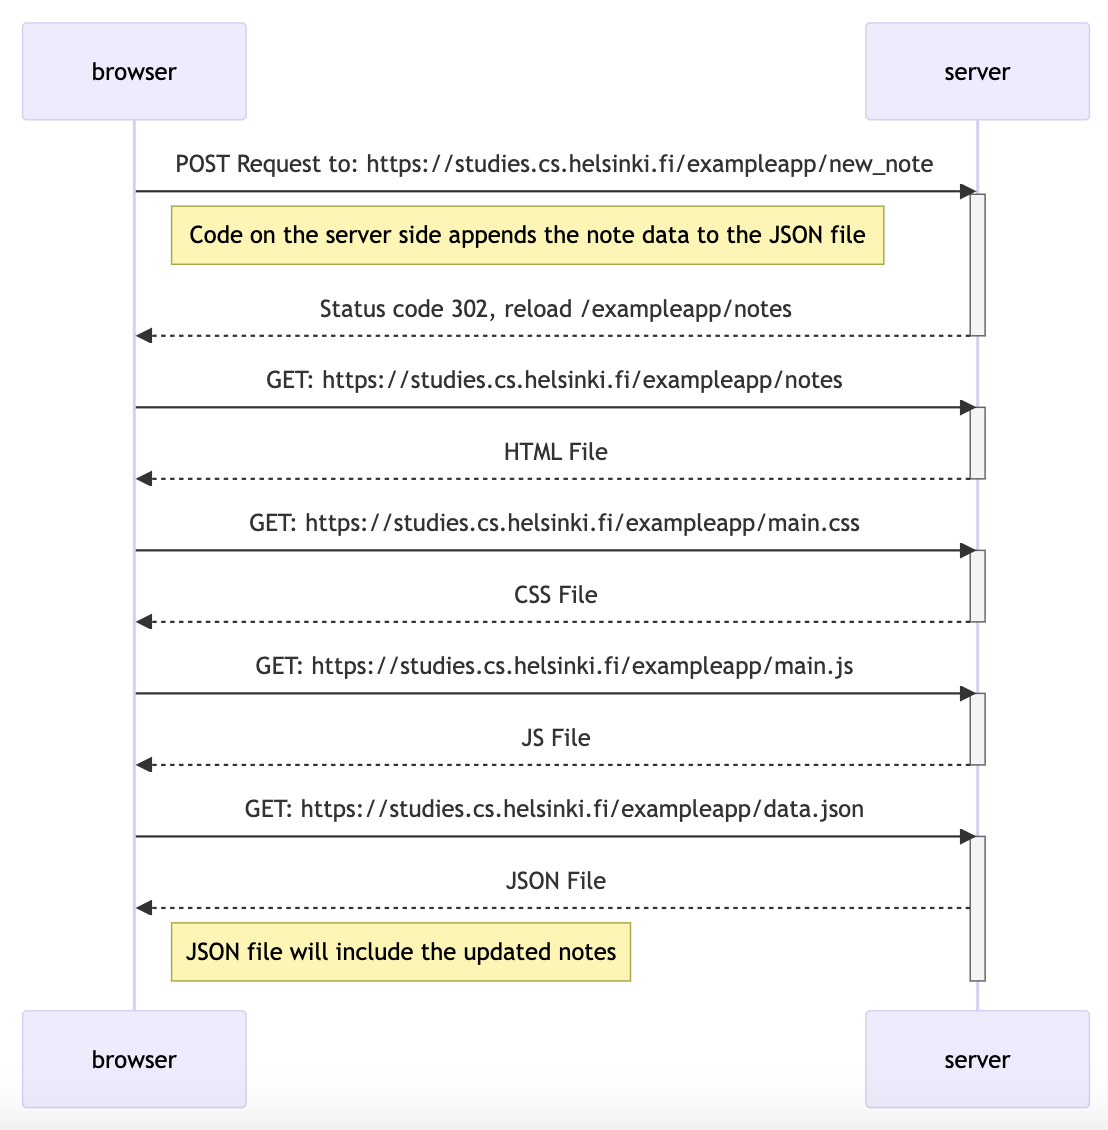 browser
server
POST Request to: https://studies.cs.helsinki.fi/exampleapp/new_note
Code on the server side appends the note data to the JSON file
Status code 302, reload /exampleapp/notes
GET: https://studies.cs.helsinki.fi/exampleapp/notes
HTML File
GET: https://studies.cs.helsinki.fi/exampleapp/main.css
CSS File
GET: https://studies.cs.helsinki.fi/exampleapp/main.js
JS File
GET: https://studies.cs.helsinki.fi/exampleapp/data.json
JSON File
JSON file will include the updated notes
browser
server